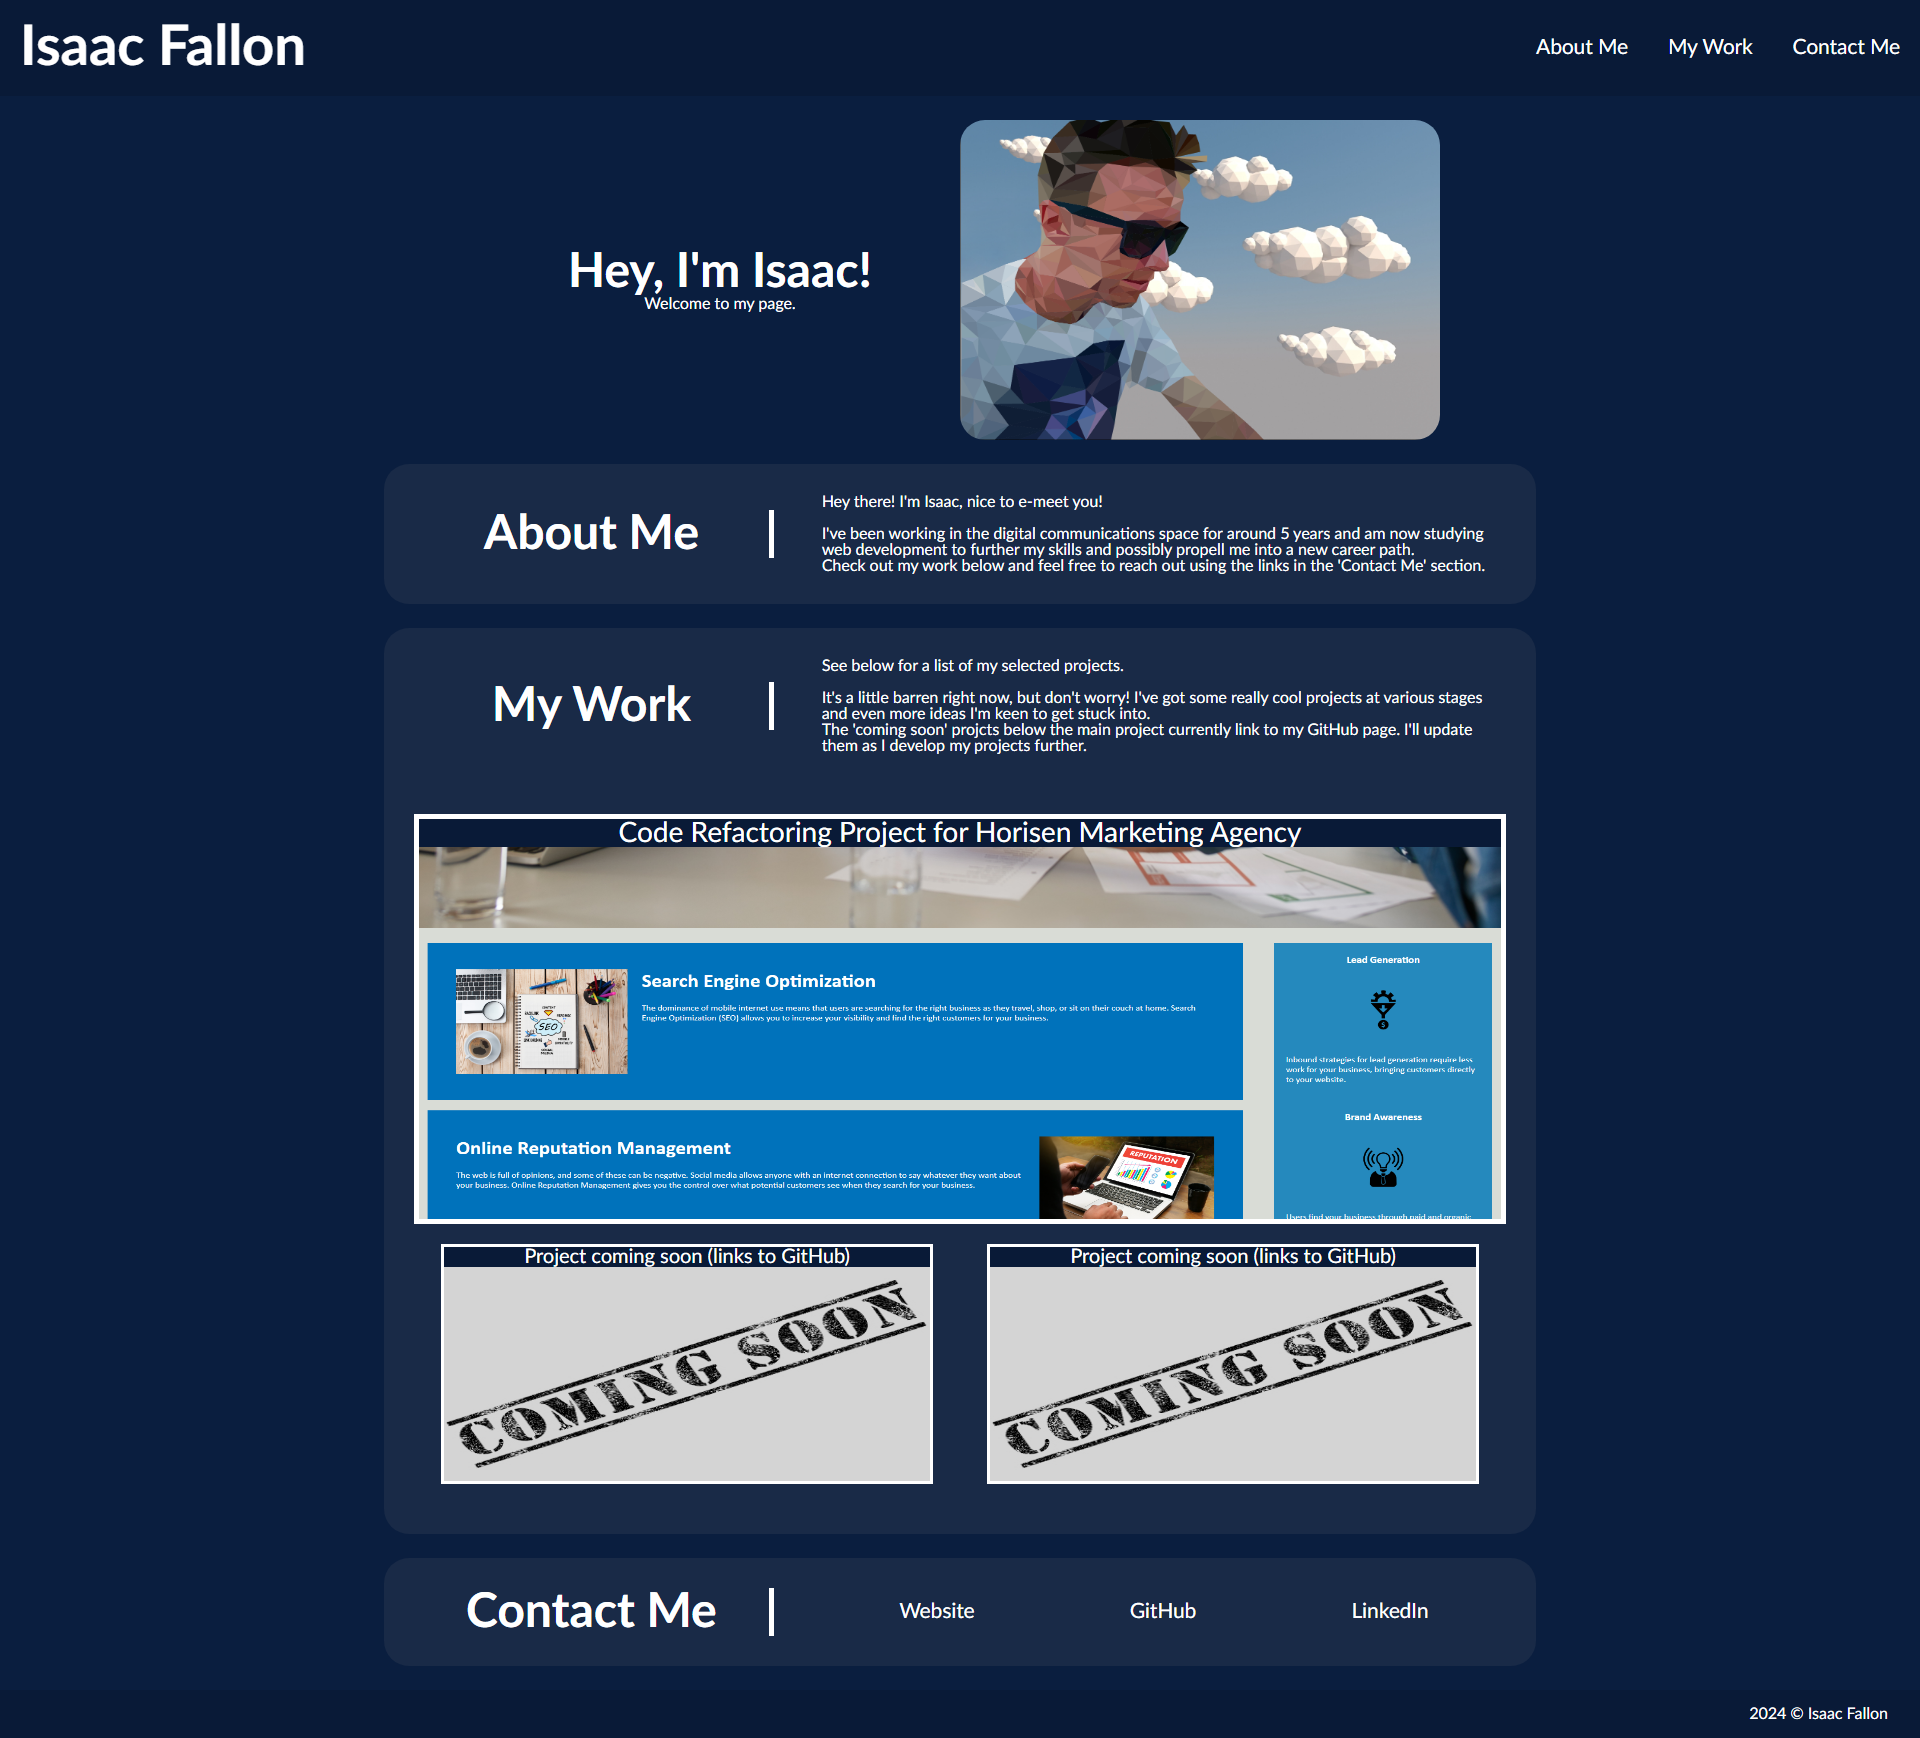 Isaac Fallon
About Me
My Work
Contact Me
Hey, I'm Isaac!
Welcome to my page.
About Me
Hey there! I'm Isaac, nice to e-meet you!
I've been working in the digital communications space for around 5 years and am now studying
web development to further my skills and possibly propell me into a new career path.
Check out my work below and feel free to reach out using the links in the 'Contact Me' section.
My Work
See below for a list of my selected projects.
It's a little barren right now, but don't worry! I've got some really cool projects at various stages
and even more ideas I'm keen to get stuck into.
The 'coming soon' projcts below the main project currently link to my GitHub page. I'll update
them as I develop my projects further.
Code Refactoring Project for Horisen Marketing Agency
Search Engine Optimization
The dominance of mobile internet use means that users are searching for the right business as they travel, shop, or sit on their couch at home. Search
Engine Optimization (SEO) allows you to increase your visibility and find the right customers for your business.
SEO
Lead Generation
Inbound strategies for lead generation require less
work for your business, bringing customers directly
to your website.
Online Reputation Management
The web is full of opinions, and some of these can be negative. Social media allows anyone with an internet connection to say whatever they want about
your business. Online Reputation Management gives you the control over what potential customers see when they search for your business.
REPUTATION
Brand Awareness
Users find your business through paid and organic
Project coming soon (links to GitHub)
COMING SOON
Project coming soon (links to GitHub)
COMING SOON
Contact Me
Website
GitHub
LinkedIn
2024 © Isaac Fallon